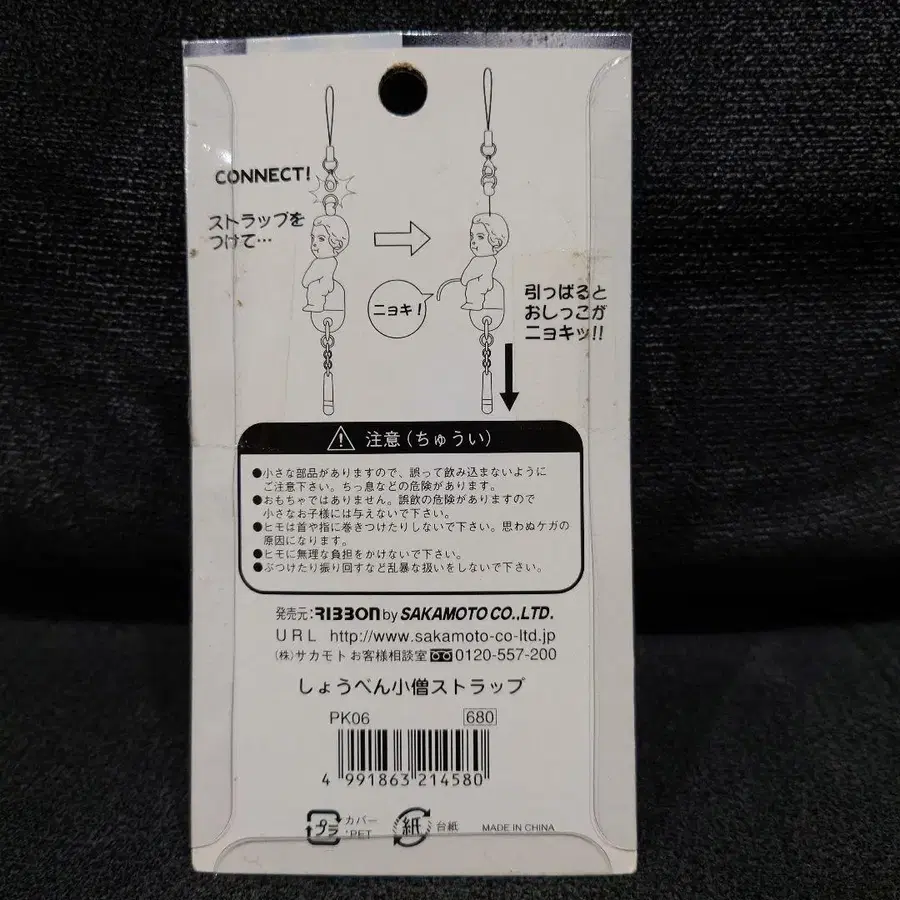 CONNECT!
ストラップを
つけて…
ニョキ!
引っぱると
おしっこが
ニョキッ!!
注意(ちゅうい)
●小さな部品がありますので、誤って飲み込まないように
ご注意下さい。ちっ息などの危険があります。
●おもちゃではありません。誤飲の危険がありますので
小さなお子様には与えないで下さい。
●ヒモは首や指に巻きつけたりしないで下さい。思わぬケガの
原因になります。
●ヒモに無理な負担をかけないで下さい。
●ぶつけたり振り回すなど乱暴な扱いをしないで下さい。
発売元:RIBBON by SAKAMOTO CO.,LTD.
URL http://www.sakamoto-co-ltd.jp
(株)サカモト お客様相談室 0120-557-200
しょうべん小僧ストラップ
PK06 680
4 991863 214580
プラ カバー
:PET
紙 台紙
MADE IN CHINA